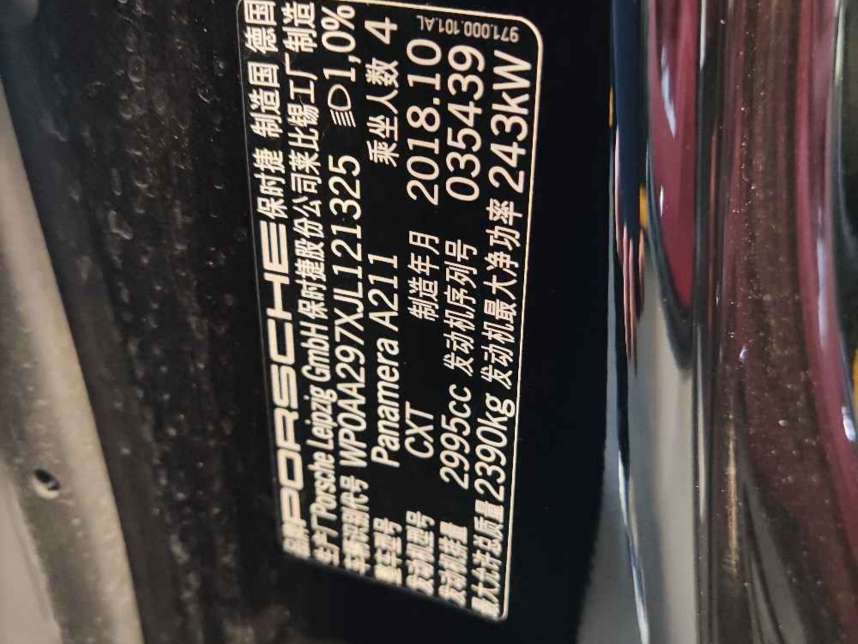 品牌 PORSCHE 保时捷 制造国 德国
生产厂 Porsche Leipzig GmbH 保时捷股份公司莱比锡工厂制造
车辆识别代号 WP0AA297XJL121325 1,0%
整车型号 Panamera A211 乘坐人数 4
发动机型号 CXT 制造年月 2018.10
发动机排量 2995cc 发动机序列号 035439
最大允许总质量 2390kg 发动机最大净功率 243kW
971.000.101.AL